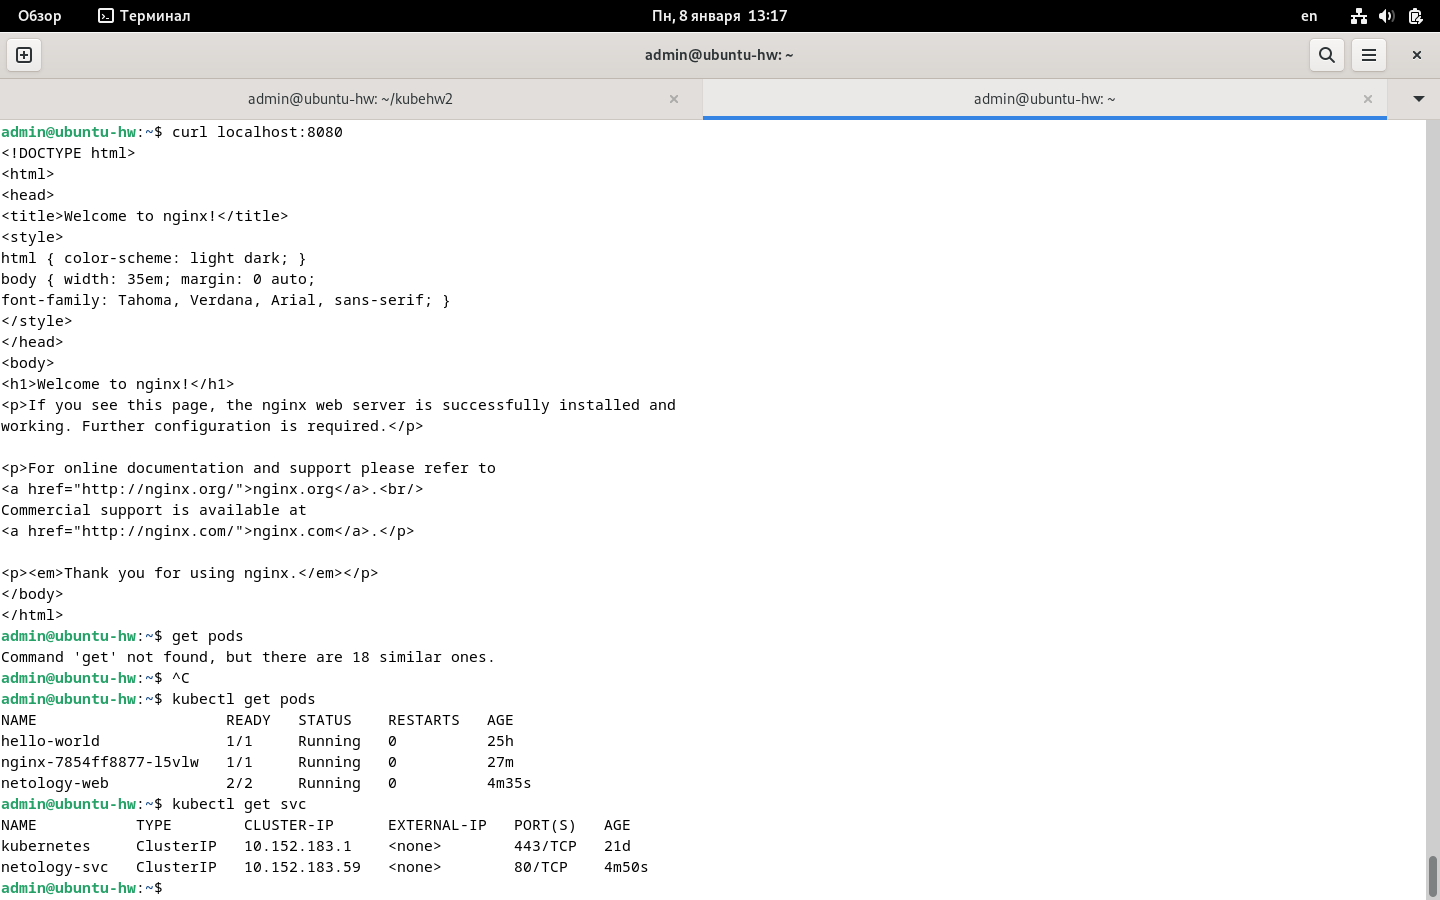 Обзор Терминал Пн, 8 января 13:17 en
admin@ubuntu-hw: ~
admin@ubuntu-hw: ~/kubehw2 admin@ubuntu-hw: ~
admin@ubuntu-hw:~$ curl localhost:8080
<!DOCTYPE html>
<html>
<head>
<title>Welcome to nginx!</title>
<style>
html { color-scheme: light dark; }
body { width: 35em; margin: 0 auto;
font-family: Tahoma, Verdana, Arial, sans-serif; }
</style>
</head>
<body>
<h1>Welcome to nginx!</h1>
<p>If you see this page, the nginx web server is successfully installed and
working. Further configuration is required.</p>

<p>For online documentation and support please refer to
<a href="http://nginx.org/">nginx.org</a>.<br/>
Commercial support is available at
<a href="http://nginx.com/">nginx.com</a>.</p>

<p><em>Thank you for using nginx.</em></p>
</body>
</html>
admin@ubuntu-hw:~$ get pods
Command 'get' not found, but there are 18 similar ones.
admin@ubuntu-hw:~$ ^C
admin@ubuntu-hw:~$ kubectl get pods
NAME                     READY   STATUS    RESTARTS   AGE
hello-world              1/1     Running   0          25h
nginx-7854ff8877-l5vlw   1/1     Running   0          27m
netology-web             2/2     Running   0          4m35s
admin@ubuntu-hw:~$ kubectl get svc
NAME           TYPE        CLUSTER-IP      EXTERNAL-IP   PORT(S)   AGE
kubernetes     ClusterIP   10.152.183.1    <none>        443/TCP   21d
netology-svc   ClusterIP   10.152.183.59   <none>        80/TCP    4m50s
admin@ubuntu-hw:~$